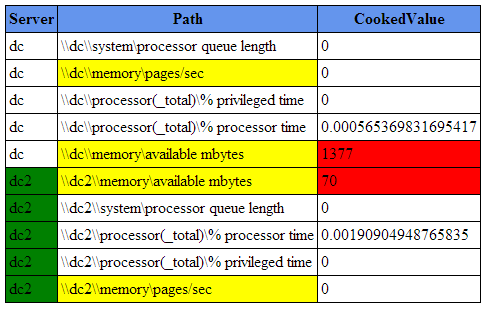 Server Path CookedValue
dc \\dc\\system\processor queue length 0
dc \\dc\\memory\pages/sec 0
dc \\dc\\processor(_total)\% privileged time 0
dc \\dc\\processor(_total)\% processor time 0.000565369831695417
dc \\dc\\memory\available mbytes 1377
dc2 \\dc2\\memory\available mbytes 70
dc2 \\dc2\\system\processor queue length 0
dc2 \\dc2\\processor(_total)\% processor time 0.00190904948765835
dc2 \\dc2\\processor(_total)\% privileged time 0
dc2 \\dc2\\memory\pages/sec 0